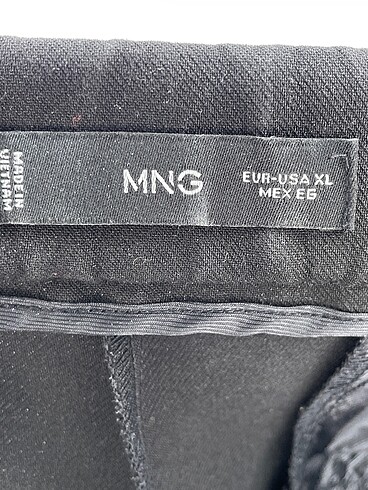 MADE IN
VIETNAM
MNG
EUR-USA XL
MEX EG